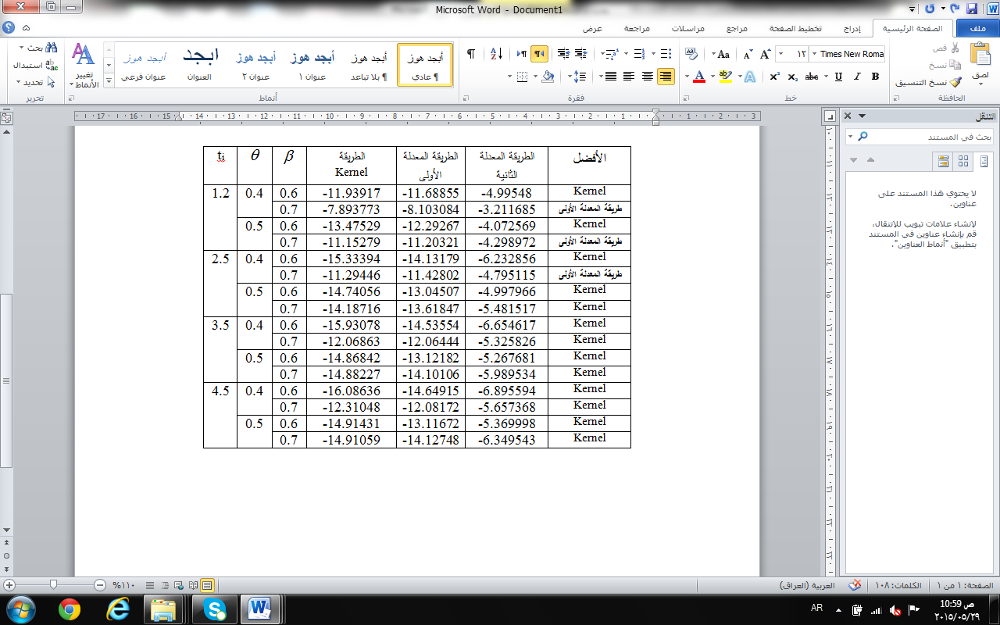 Microsoft Word - Document1
ملف الصفحة الرئيسية إدراج تخطيط الصفحة مراجع مراسلات مراجعة عرض
لصق
قص
نسخ
نسخ التنسيق
الحافظة
Times New Roma ١٢
خط
فقرة
أبجد هوز
¶ عادي
أبجد هوز
¶ بلا تباعد
أبجد هوز
عنوان ١
أبجد هوز
عنوان ٢
ابجد
العنوان
أبجد هوز
عنوان فرعي
تغيير الأنماط
أنماط
بحث
استبدال
تحديد
تحرير
التنقل
بحث في المستند
لا يحتوي هذا المستند على
عناوين.
لإنشاء علامات تبويب للانتقال،
قم بإنشاء عناوين في المستند
بتطبيق "أنماط العناوين".
3 2 1 1 2 3 4 5 6 7 8 9 10 11 12 13 14 15 16 17
ti θ β الطريقة Kernel الطريقة المعدلة الأولى الطريقة المعدلة الثانية الأفضل
1.2 0.4 0.6 -11.93917 -11.68855 -4.99548 Kernel
0.7 -7.893773 -8.103084 -3.211685 طريقة المعدلة الأولى
0.5 0.6 -13.47529 -12.29267 -4.072569 Kernel
0.7 -11.15279 -11.20321 -4.298972 طريقة المعدلة الأولى
2.5 0.4 0.6 -15.33394 -14.13179 -6.232856 Kernel
0.7 -11.29446 -11.42802 -4.795115 طريقة المعدلة الأولى
0.5 0.6 -14.74056 -13.04507 -4.997966 Kernel
0.7 -14.18716 -13.61847 -5.481517 Kernel
3.5 0.4 0.6 -15.93078 -14.53554 -6.654617 Kernel
0.7 -12.06863 -12.06444 -5.325826 Kernel
0.5 0.6 -14.86842 -13.12182 -5.267681 Kernel
0.7 -14.88227 -14.10106 -5.989534 Kernel
4.5 0.4 0.6 -16.08636 -14.64915 -6.895594 Kernel
0.7 -12.31048 -12.08172 -5.657368 Kernel
0.5 0.6 -14.91431 -13.11672 -5.369998 Kernel
0.7 -14.91059 -14.12748 -6.349543 Kernel
الصفحة: ١ من ١ الكلمات: ١٠٨ العربية (العراق) ١١٠%
AR
10:59 ص
٢٠١٥/٠٥/٢٩